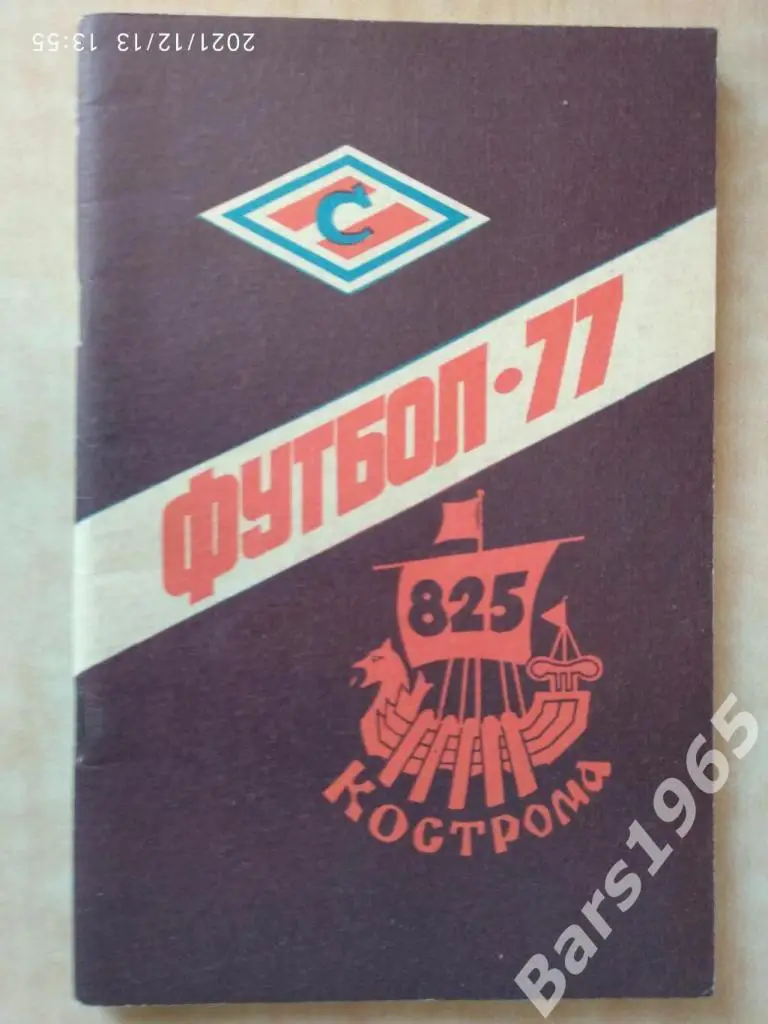 2021/12/13 13:55
С
ФУТБОЛ·77
825
КОСТРОМА
Bars1965